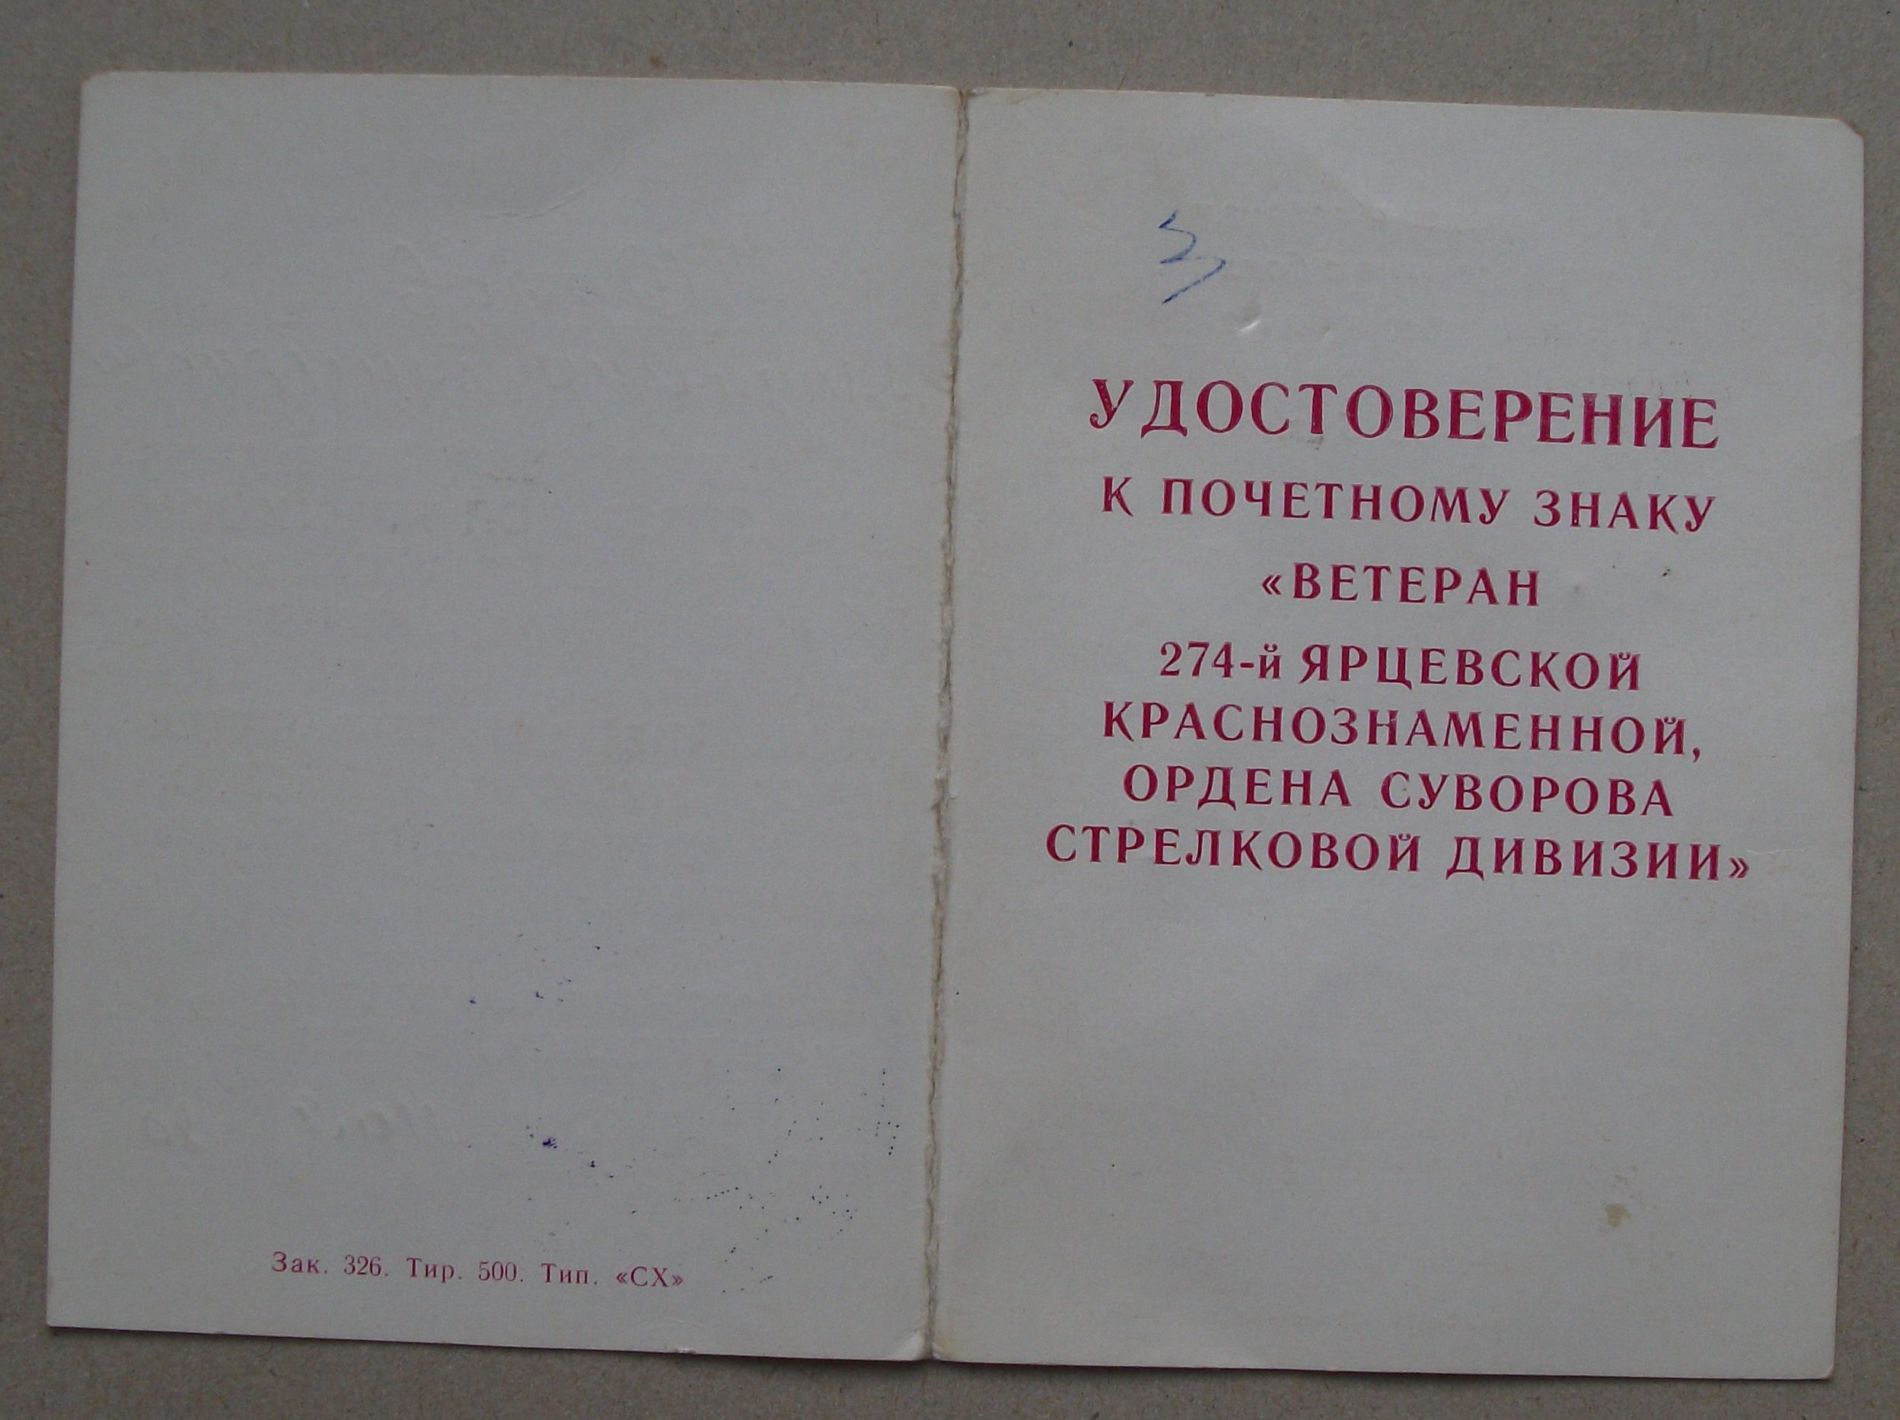 УДОСТОВЕРЕНИЕ
К ПОЧЕТНОМУ ЗНАКУ
«ВЕТЕРАН
274-й ЯРЦЕВСКОЙ
КРАСНОЗНАМЕННОЙ,
ОРДЕНА СУВОРОВА
СТРЕЛКОВОЙ ДИВИЗИИ»
Зак. 326. Тир. 500. Тип. «СХ»